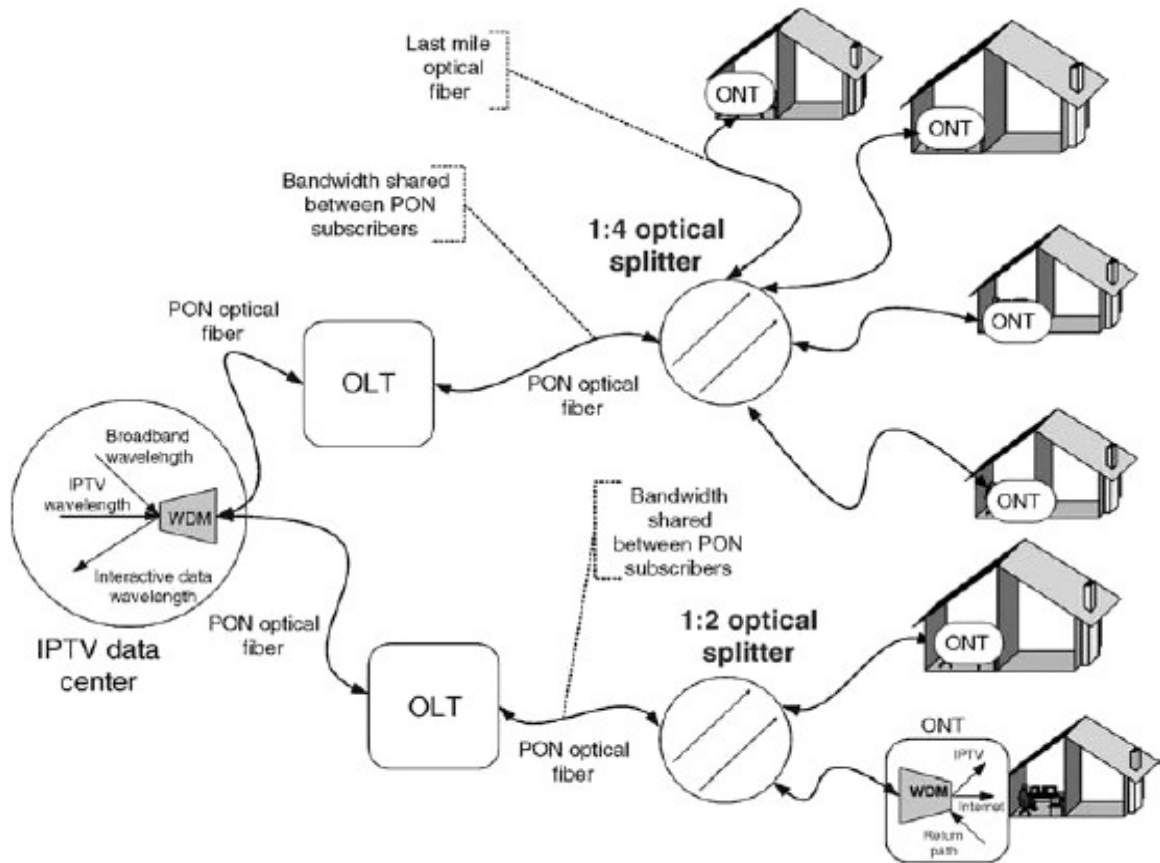 Last mile
optical
fiber
ONT
ONT
Bandwidth shared
between PON
subscribers
1:4 optical
splitter
PON optical
fiber
OLT
PON optical
fiber
ONT
Broadband
wavelength
IPTV
wavelength
WDM
Interactive data
wavelength
IPTV data
center
ONT
Bandwidth
shared
between PON
subscribers
PON optical
fiber
1:2 optical
splitter
ONT
OLT
PON optical
fiber
ONT
IPTV
WDM
Internet
Return
path